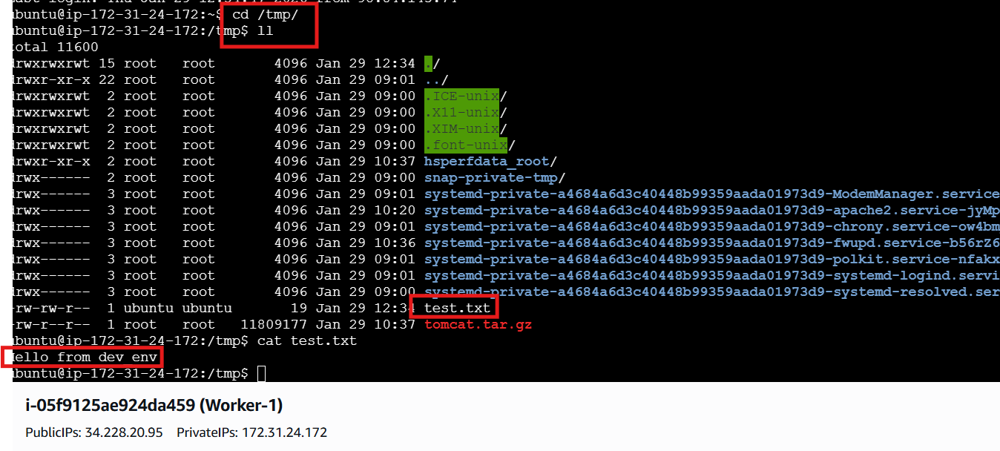 ubuntu@ip-172-31-24-172:~$ cd /tmp/
ubuntu@ip-172-31-24-172:/tmp$ ll
total 11600
drwxrwxrwt 15 root root 4096 Jan 29 12:34 ./
drwxr-xr-x 22 root root 4096 Jan 29 09:01 ../
drwxrwxrwt 2 root root 4096 Jan 29 09:00 .ICE-unix/
drwxrwxrwt 2 root root 4096 Jan 29 09:00 .X11-unix/
drwxrwxrwt 2 root root 4096 Jan 29 09:00 .XIM-unix/
drwxrwxrwt 2 root root 4096 Jan 29 09:00 .font-unix/
drwxr-xr-x 2 root root 4096 Jan 29 10:37 hsperfdata_root/
drwx------ 2 root root 4096 Jan 29 09:00 snap-private-tmp/
drwx------ 3 root root 4096 Jan 29 09:01 systemd-private-a4684a6d3c40448b99359aada01973d9-ModemManager.service
drwx------ 3 root root 4096 Jan 29 10:20 systemd-private-a4684a6d3c40448b99359aada01973d9-apache2.service-jyMp
drwx------ 3 root root 4096 Jan 29 09:01 systemd-private-a4684a6d3c40448b99359aada01973d9-chrony.service-ow4bm
drwx------ 3 root root 4096 Jan 29 10:36 systemd-private-a4684a6d3c40448b99359aada01973d9-fwupd.service-b56rZ6
drwx------ 3 root root 4096 Jan 29 09:01 systemd-private-a4684a6d3c40448b99359aada01973d9-polkit.service-nfakx
drwx------ 3 root root 4096 Jan 29 09:01 systemd-private-a4684a6d3c40448b99359aada01973d9-systemd-logind.servi
drwx------ 3 root root 4096 Jan 29 09:00 systemd-private-a4684a6d3c40448b99359aada01973d9-systemd-resolved.ser
-rw-rw-r-- 1 ubuntu ubuntu 19 Jan 29 12:34 test.txt
-rw-r--r-- 1 root root 11809177 Jan 29 10:37 tomcat.tar.gz
ubuntu@ip-172-31-24-172:/tmp$ cat test.txt
Hello from dev env
ubuntu@ip-172-31-24-172:/tmp$
i-05f9125ae924da459 (Worker-1)
PublicIPs: 34.228.20.95 PrivateIPs: 172.31.24.172